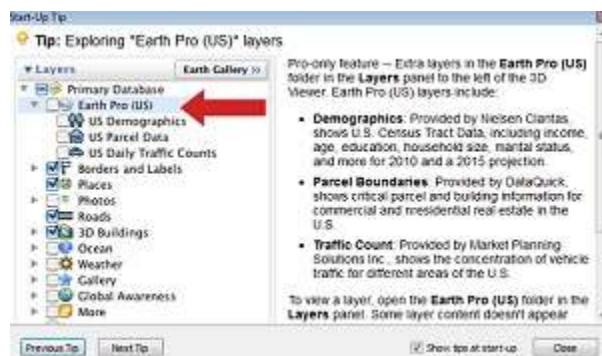 Start-Up Tip
Tip: Exploring "Earth Pro (US)" layers
▼ Layers
Earth Gallery >>
Primary Database
Earth Pro (US)
US Demographics
US Parcel Data
US Daily Traffic Counts
Borders and Labels
Places
Photos
Roads
3D Buildings
Ocean
Weather
Gallery
Global Awareness
More
Pro-only feature -- Extra layers in the Earth Pro (US)
folder in the Layers panel to the left of the 3D
Viewer. Earth Pro (US) layers include:
• Demographics: Provided by Nielsen Claritas,
shows U.S. Census Tract Data, including income,
age, education, household size, marital status,
and more for 2010 and a 2015 projection.
• Parcel Boundaries: Provided by DataQuick,
shows critical parcel and building information for
commercial and nresidential real estate in the
U.S.
• Traffic Count: Provided by Market Planning
Solutions Inc., shows the concentration of vehicle
traffic for different areas of the U.S.
To view a layer, open the Earth Pro (US) folder in the
Layers panel. Some layer content doesn't appear
Previous Tip
Next Tip
Show tips at start-up
Close